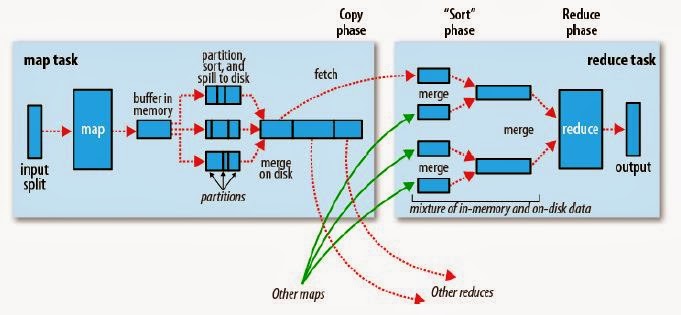 Copy
phase
"Sort"
phase
Reduce
phase
map task
partition,
sort, and
spill to disk
fetch
reduce task
buffer in
memory
map
merge
merge
reduce
input
split
merge
on disk
merge
output
partitions
mixture of in-memory and on-disk data
Other maps
Other reduces